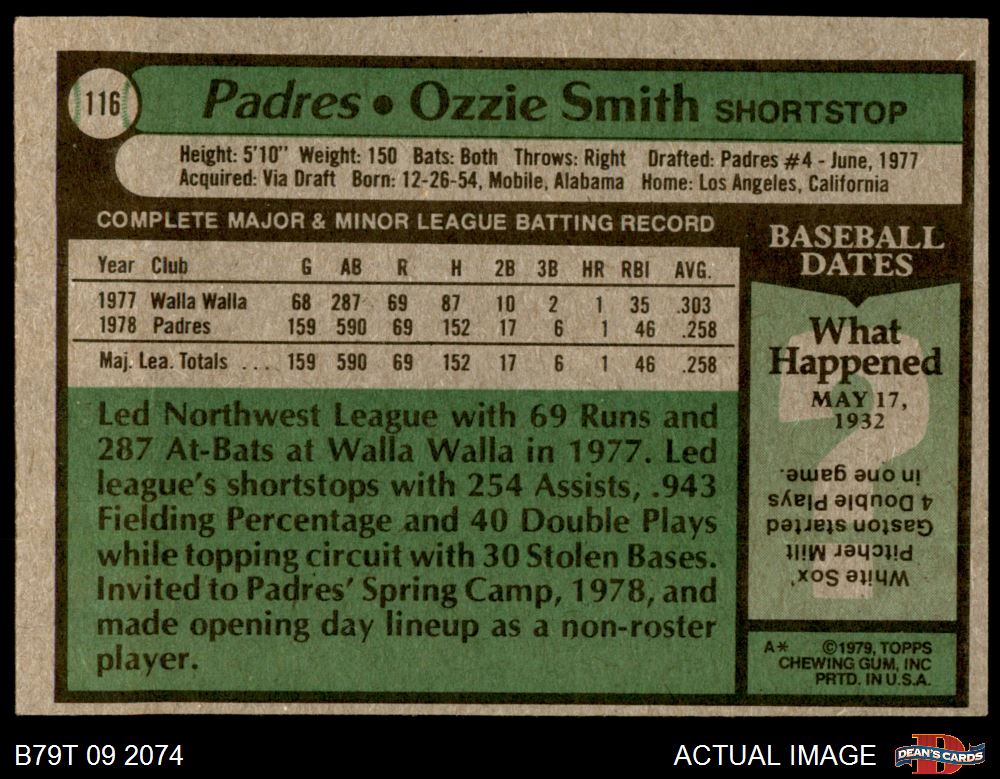 116
Padres • Ozzie Smith SHORTSTOP
Height: 5'10" Weight: 150 Bats: Both Throws: Right Drafted: Padres #4 - June, 1977
Acquired: Via Draft Born: 12-26-54, Mobile, Alabama Home: Los Angeles, California
COMPLETE MAJOR & MINOR LEAGUE BATTING RECORD
Year Club G AB R H 2B 3B HR RBI AVG.
1977 Walla Walla 68 287 69 87 10 2 1 35 .303
1978 Padres 159 590 69 152 17 6 1 46 .258
Maj. Lea. Totals ... 159 590 69 152 17 6 1 46 .258
Led Northwest League with 69 Runs and
287 At-Bats at Walla Walla in 1977. Led
league's shortstops with 254 Assists, .943
Fielding Percentage and 40 Double Plays
while topping circuit with 30 Stolen Bases.
Invited to Padres' Spring Camp, 1978, and
made opening day lineup as a non-roster
player.
BASEBALL
DATES
What
Happened
MAY 17,
1932
?
White Sox'
Pitcher Milt
Gaston started
4 Double Plays
in one game.
A* ©1979, TOPPS
CHEWING GUM, INC
PRTD. IN U.S.A.
B79T 09 2074
ACTUAL IMAGE
D
DEAN'S CARDS